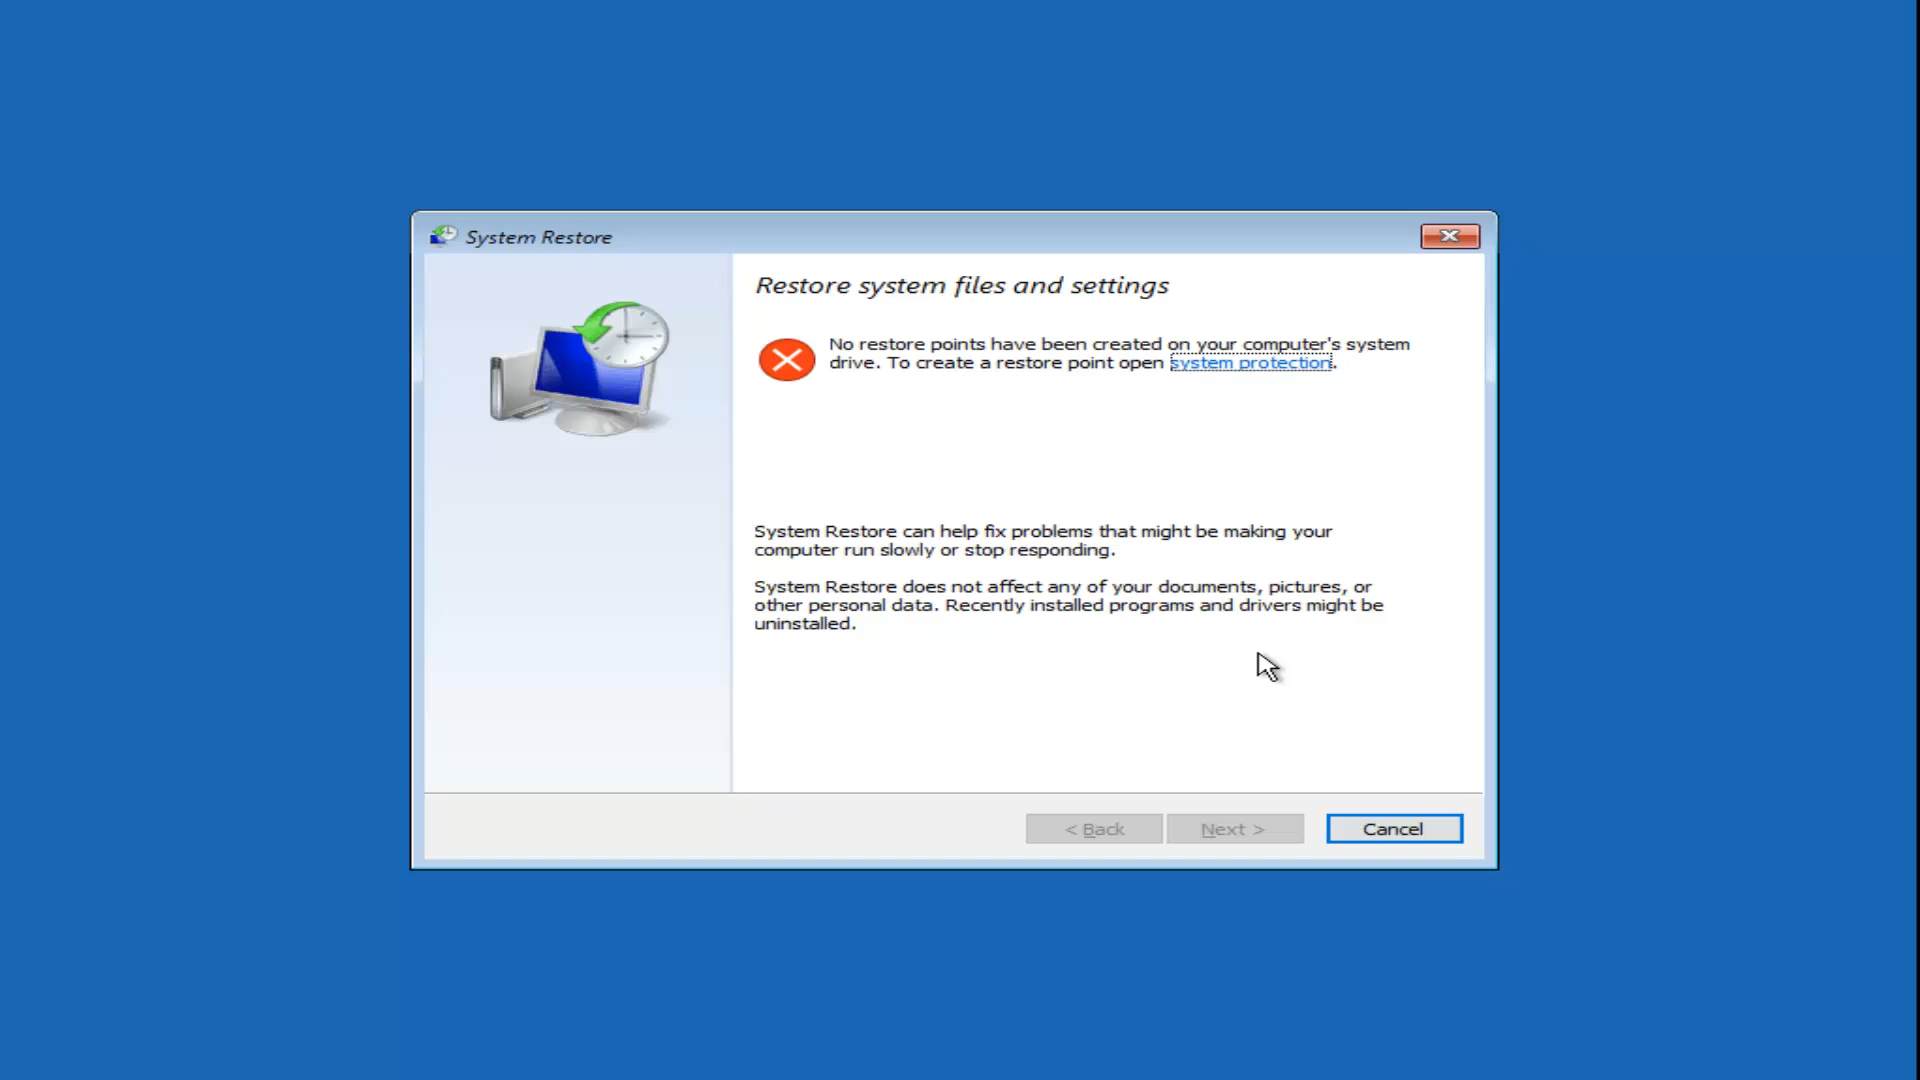 System Restore
Restore system files and settings
No restore points have been created on your computer's system
drive. To create a restore point open system protection.
System Restore can help fix problems that might be making your
computer run slowly or stop responding.
System Restore does not affect any of your documents, pictures, or
other personal data. Recently installed programs and drivers might be
uninstalled.
< Back Next > Cancel